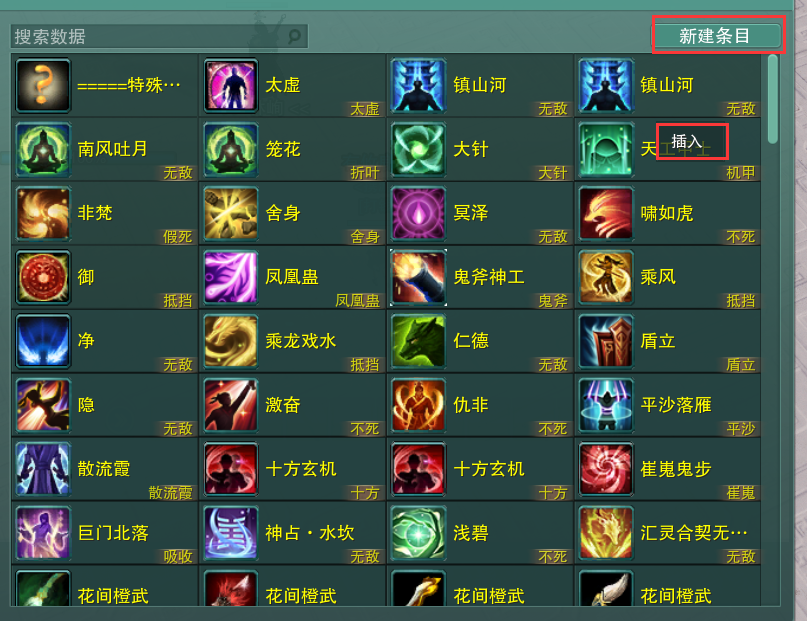 搜索数据
新建条目
=====特殊…
太虚
太虚
镇山河
无敌
镇山河
无敌
南风吐月
无敌
笼花
折叶
大针
大针
插入
机甲
非梵
假死
舍身
舍身
冥泽
无敌
啸如虎
不死
御
抵挡
凤凰蛊
凤凰蛊
鬼斧神工
鬼斧
乘风
抵挡
净
无敌
乘龙戏水
抵挡
仁德
无敌
盾立
盾立
隐
无敌
激奋
不死
仇非
不死
平沙落雁
平沙
散流霞
散流霞
十方玄机
十方
十方玄机
十方
崔嵬鬼步
崔嵬
巨门北落
吸收
神占·水坎
无敌
浅碧
不死
汇灵合契无…
无敌
花间橙武
花间橙武
花间橙武
花间橙武